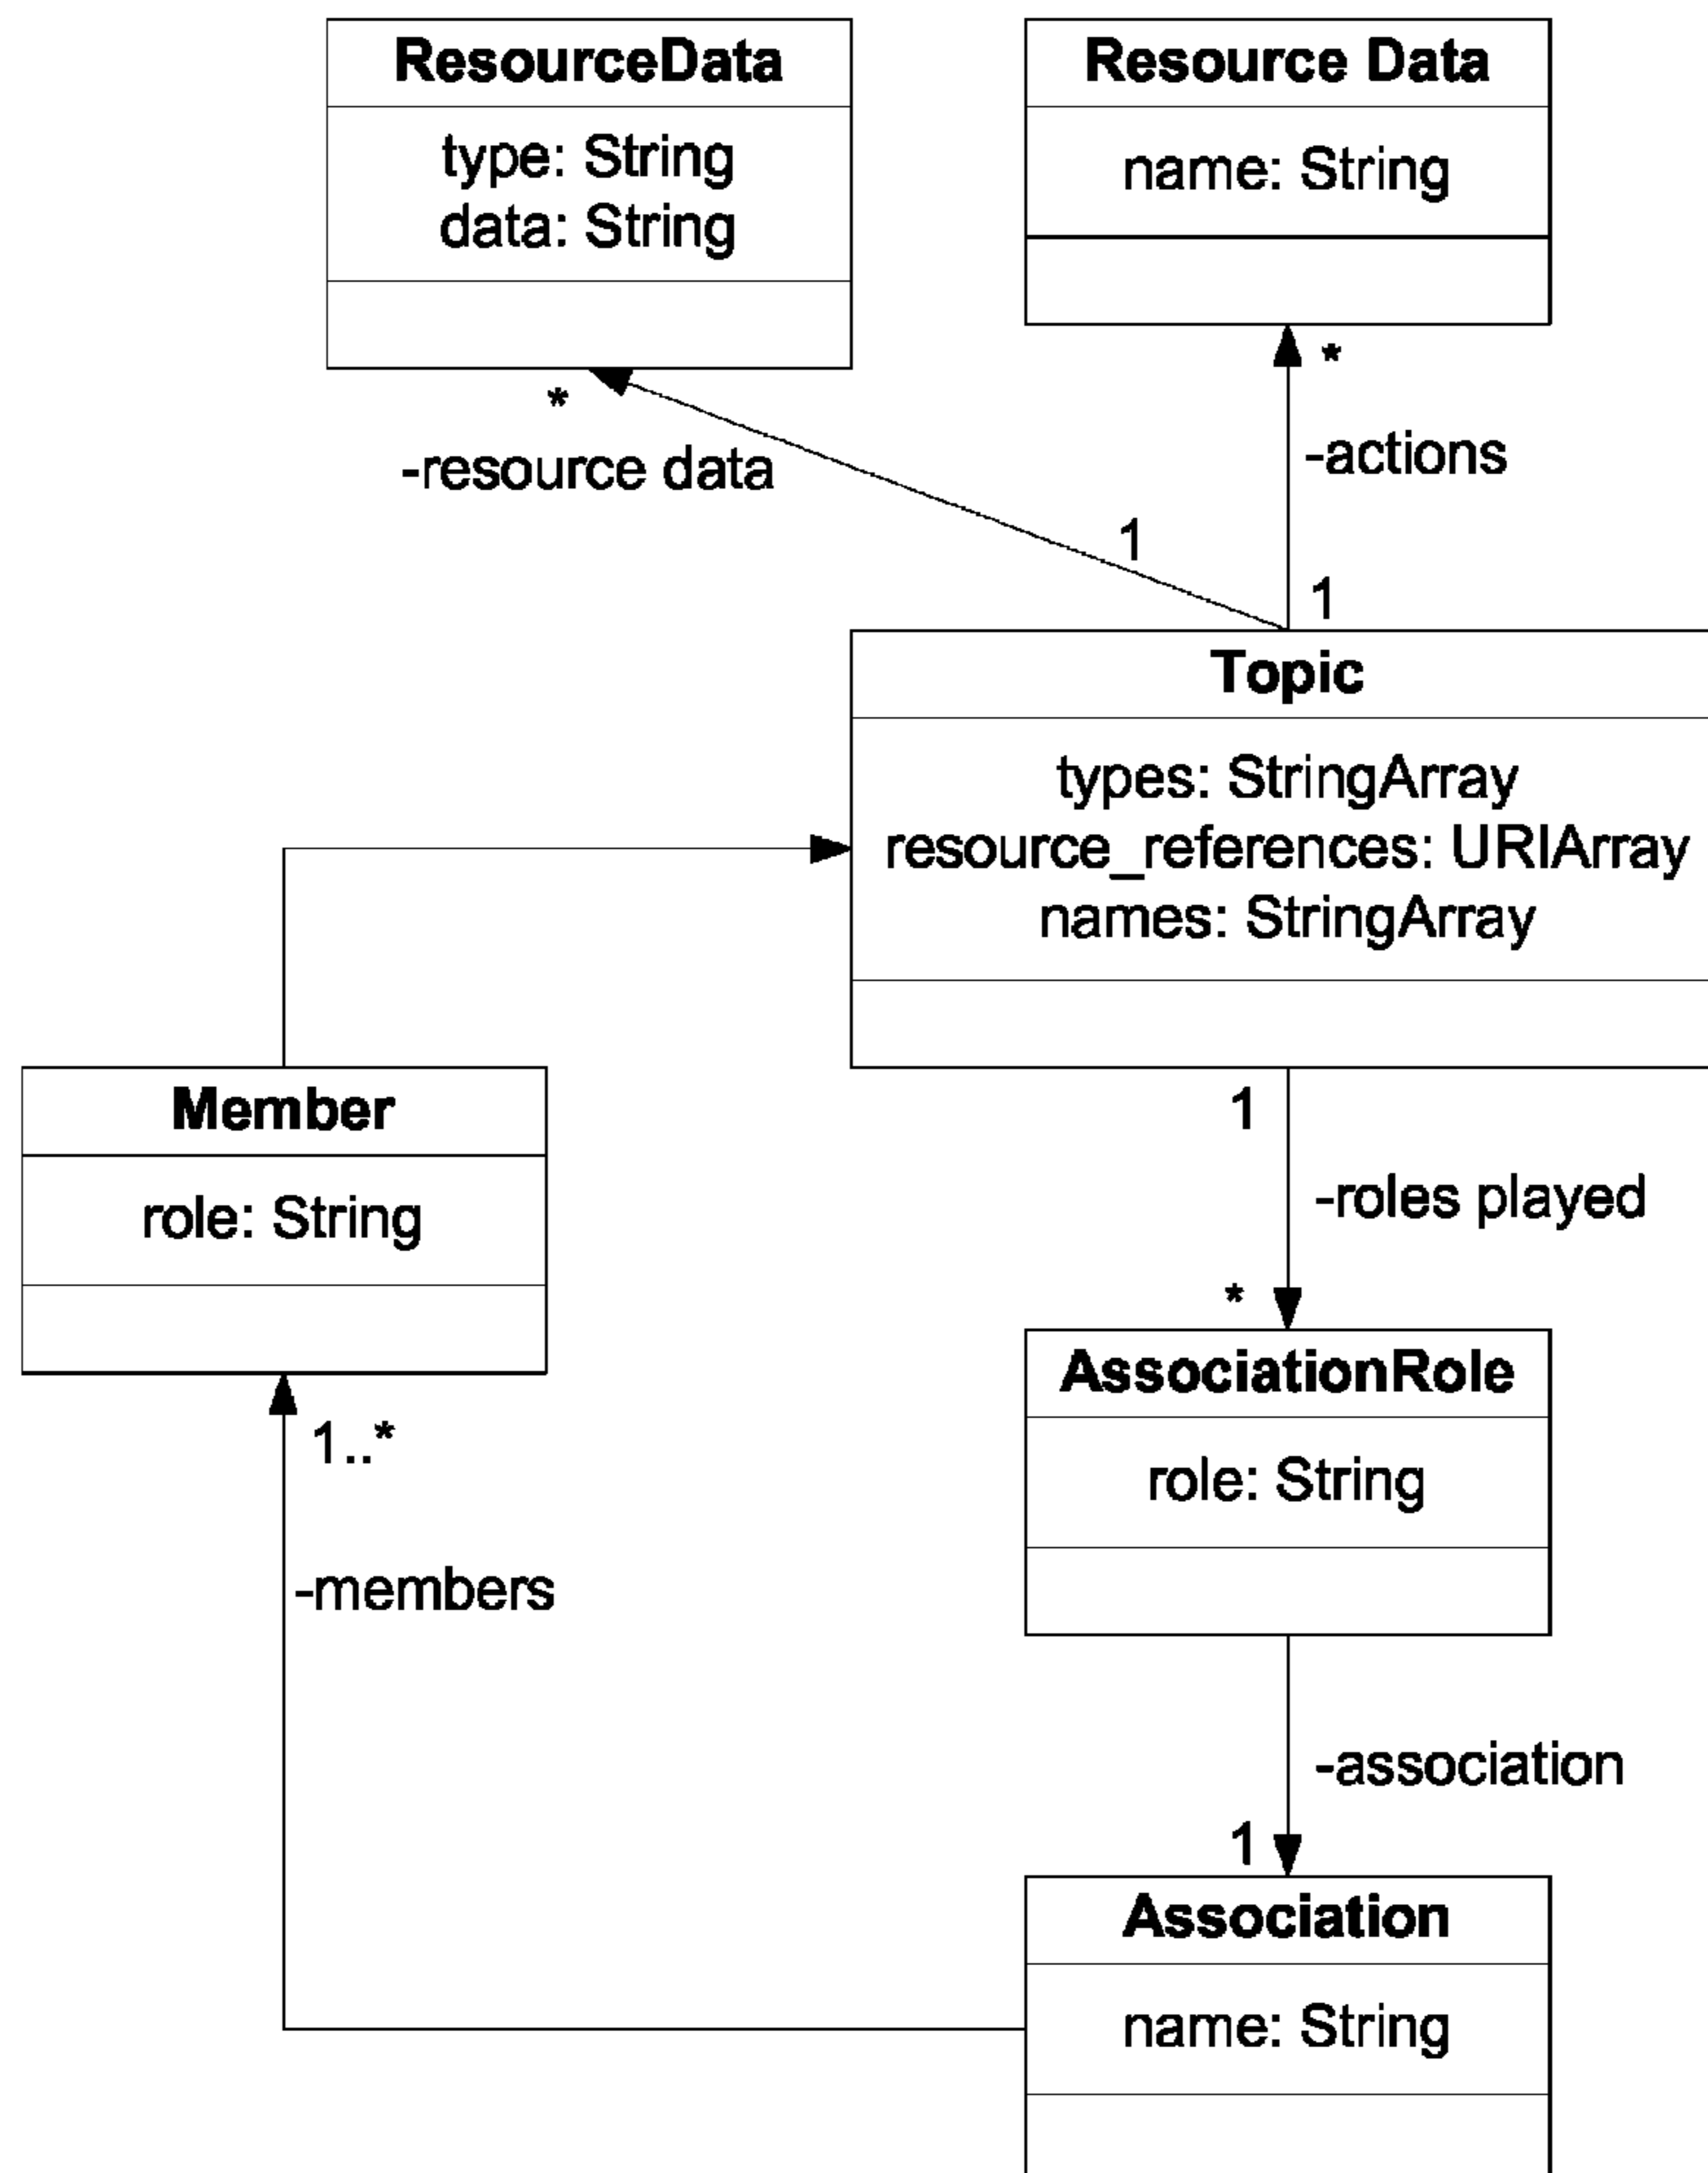 ResourceData
type: String
data: String
Resource Data
name: String
*
-resource data
1
*
-actions
1
Topic
types: StringArray
resource_references: URIArray
names: StringArray
Member
role: String
1
-roles played
*
AssociationRole
role: String
1..*
-members
-association
1
Association
name: String